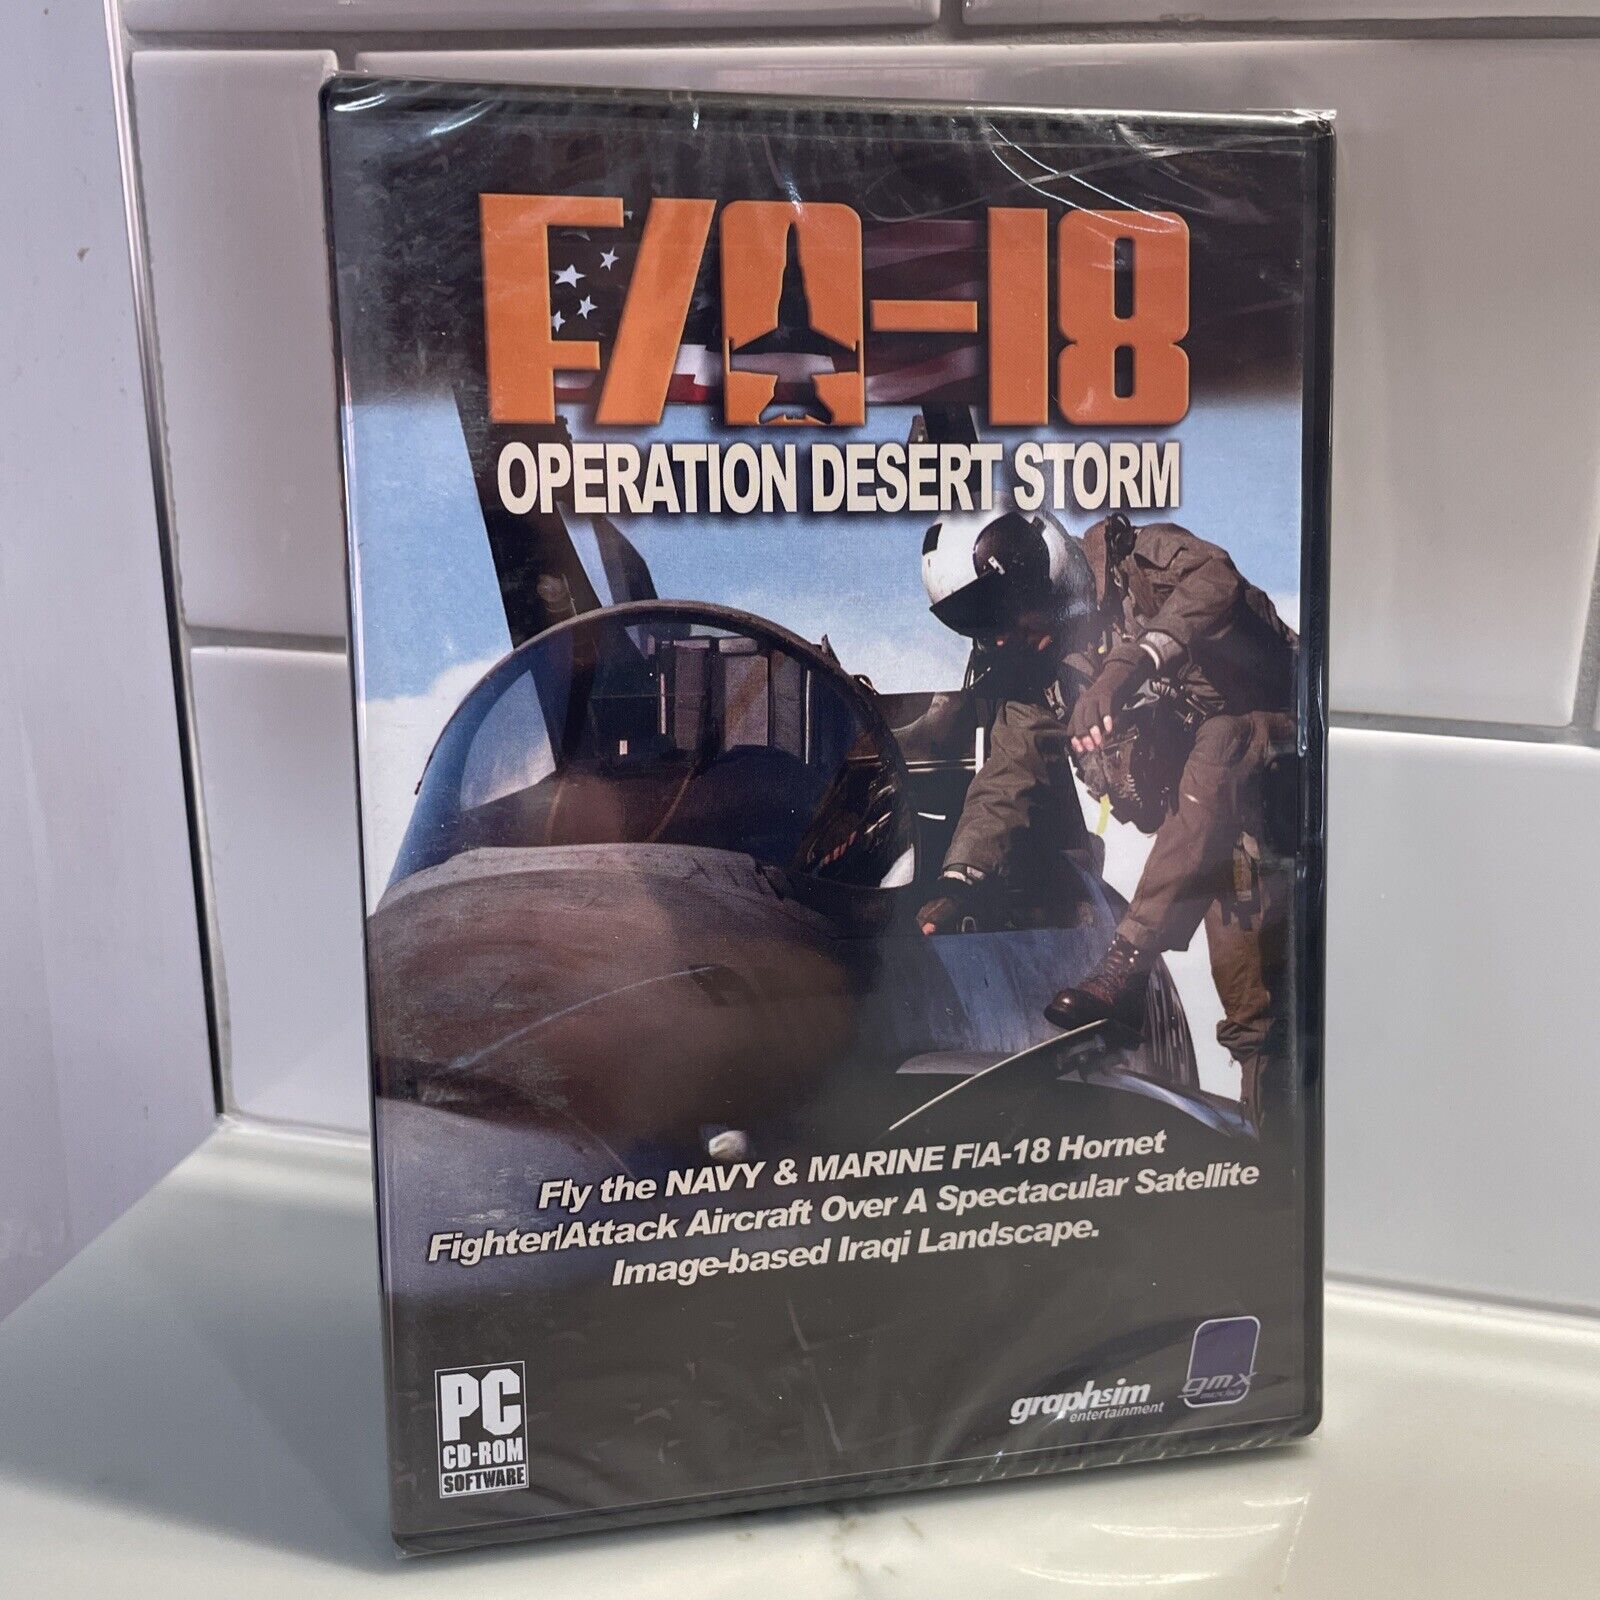 F/A-18
OPERATION DESERT STORM
Fly the NAVY & MARINE F/A-18 Hornet
Fighter/Attack Aircraft Over A Spectacular Satellite
Image-based Iraqi Landscape.
PC
CD-ROM
SOFTWARE
graphsim
entertainment
gmx
media